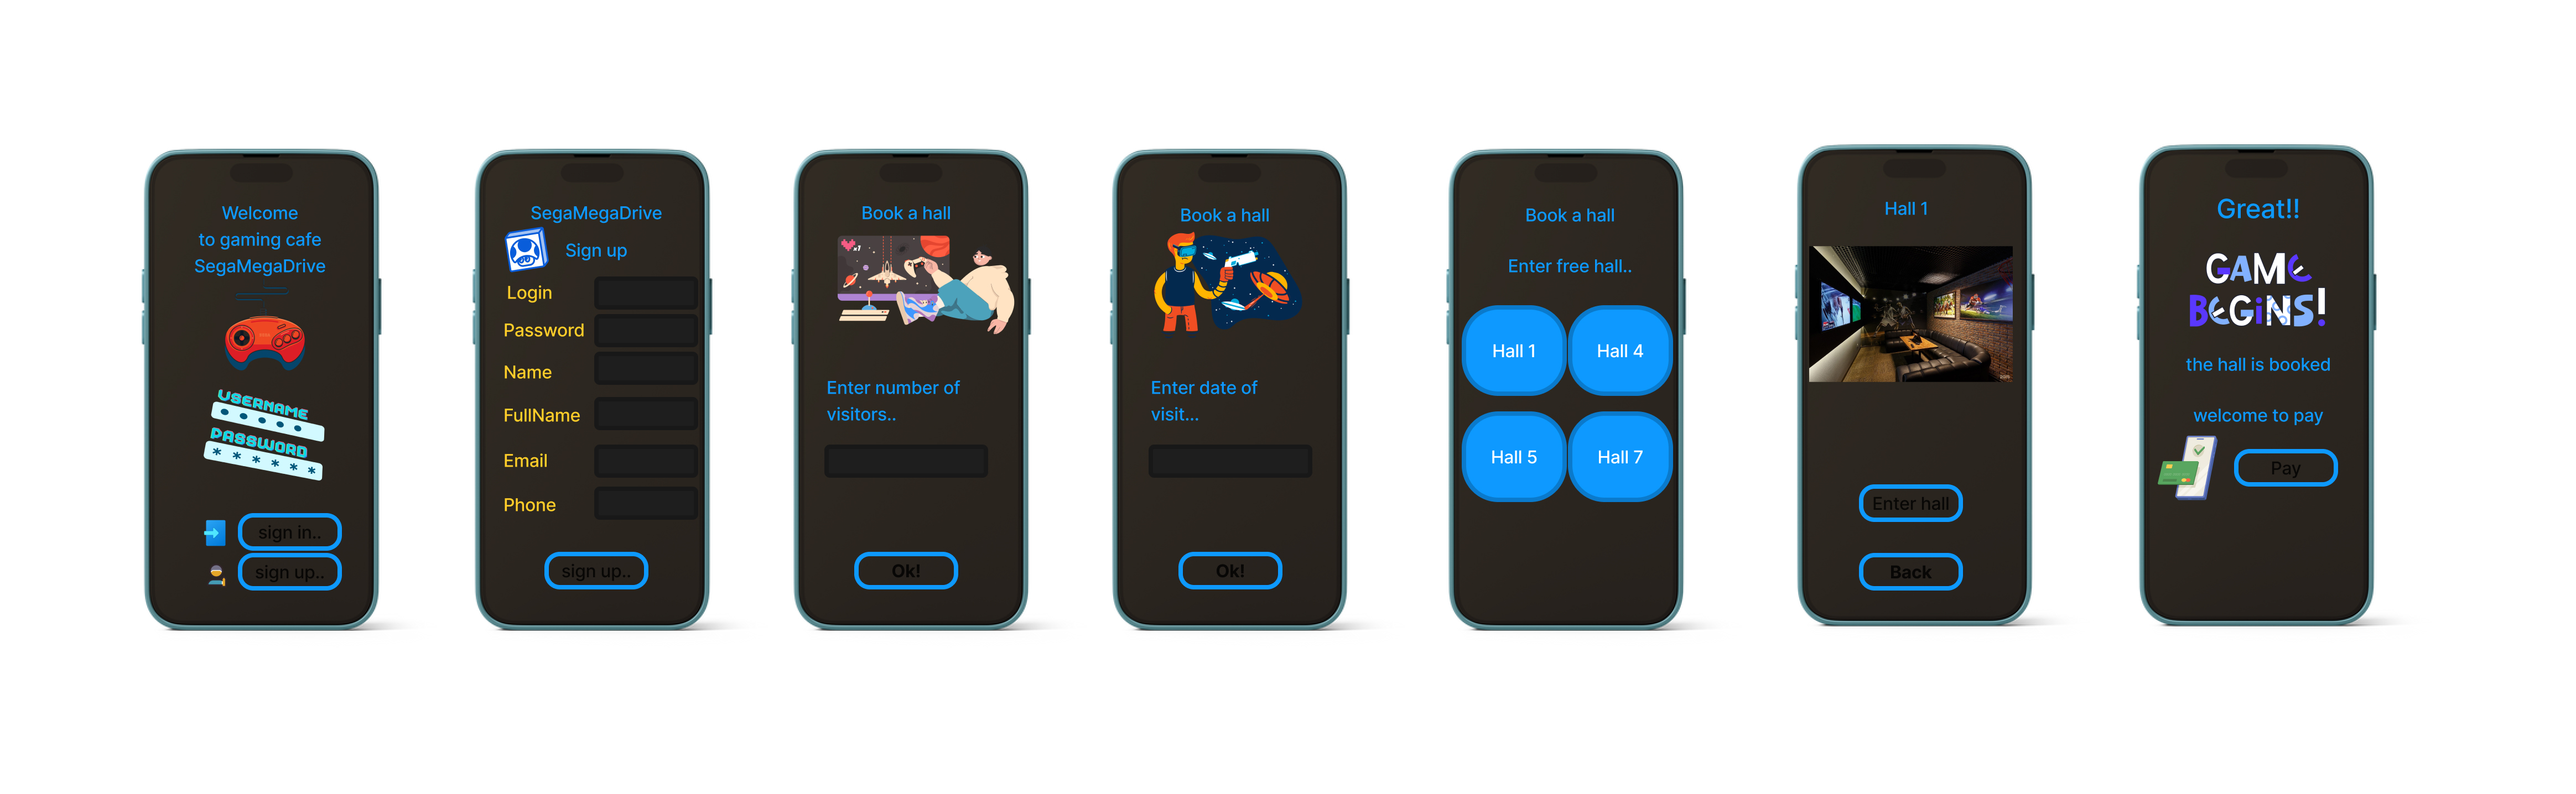 Welcome
to gaming cafe
SegaMegaDrive
USERNAME
PASSWORD
******
sign in..
sign up..
SegaMegaDrive
Sign up
Login
Password
Name
FullName
Email
Phone
sign up..
Book a hall
x1
Enter number of
visitors..
Ok!
Book a hall
Enter date of
visit...
Ok!
Book a hall
Enter free hall..
Hall 1
Hall 4
Hall 5
Hall 7
Hall 1
Enter hall
Back
Great!!
GAME
BEGiNS!
the hall is booked
welcome to pay
Pay